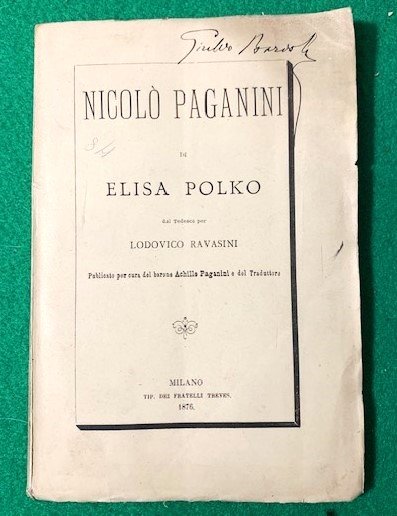 NICOLÒ PAGANINI
DI
ELISA POLKO
dal Tedesco per
LODOVICO RAVASINI
Publicato per cura del barone Achille Paganini e del Traduttore
MILANO
TIP. DEI FRATELLI TREVES.
1876.